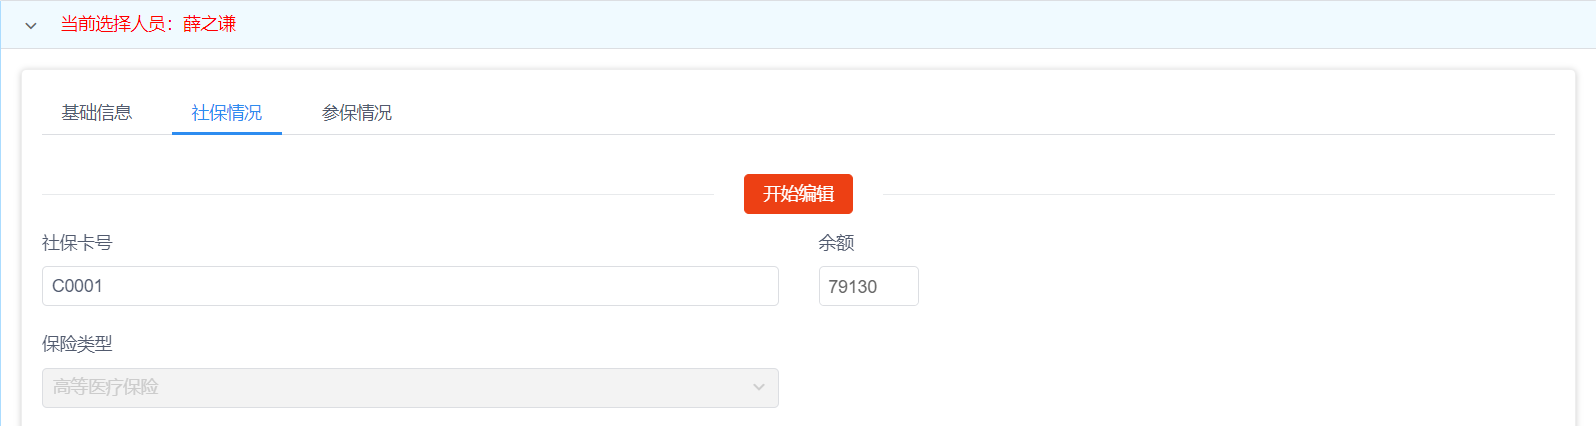 当前选择人员：薛之谦
基础信息 社保情况 参保情况
开始编辑
社保卡号 余额
C0001 79130
保险类型
高等医疗保险